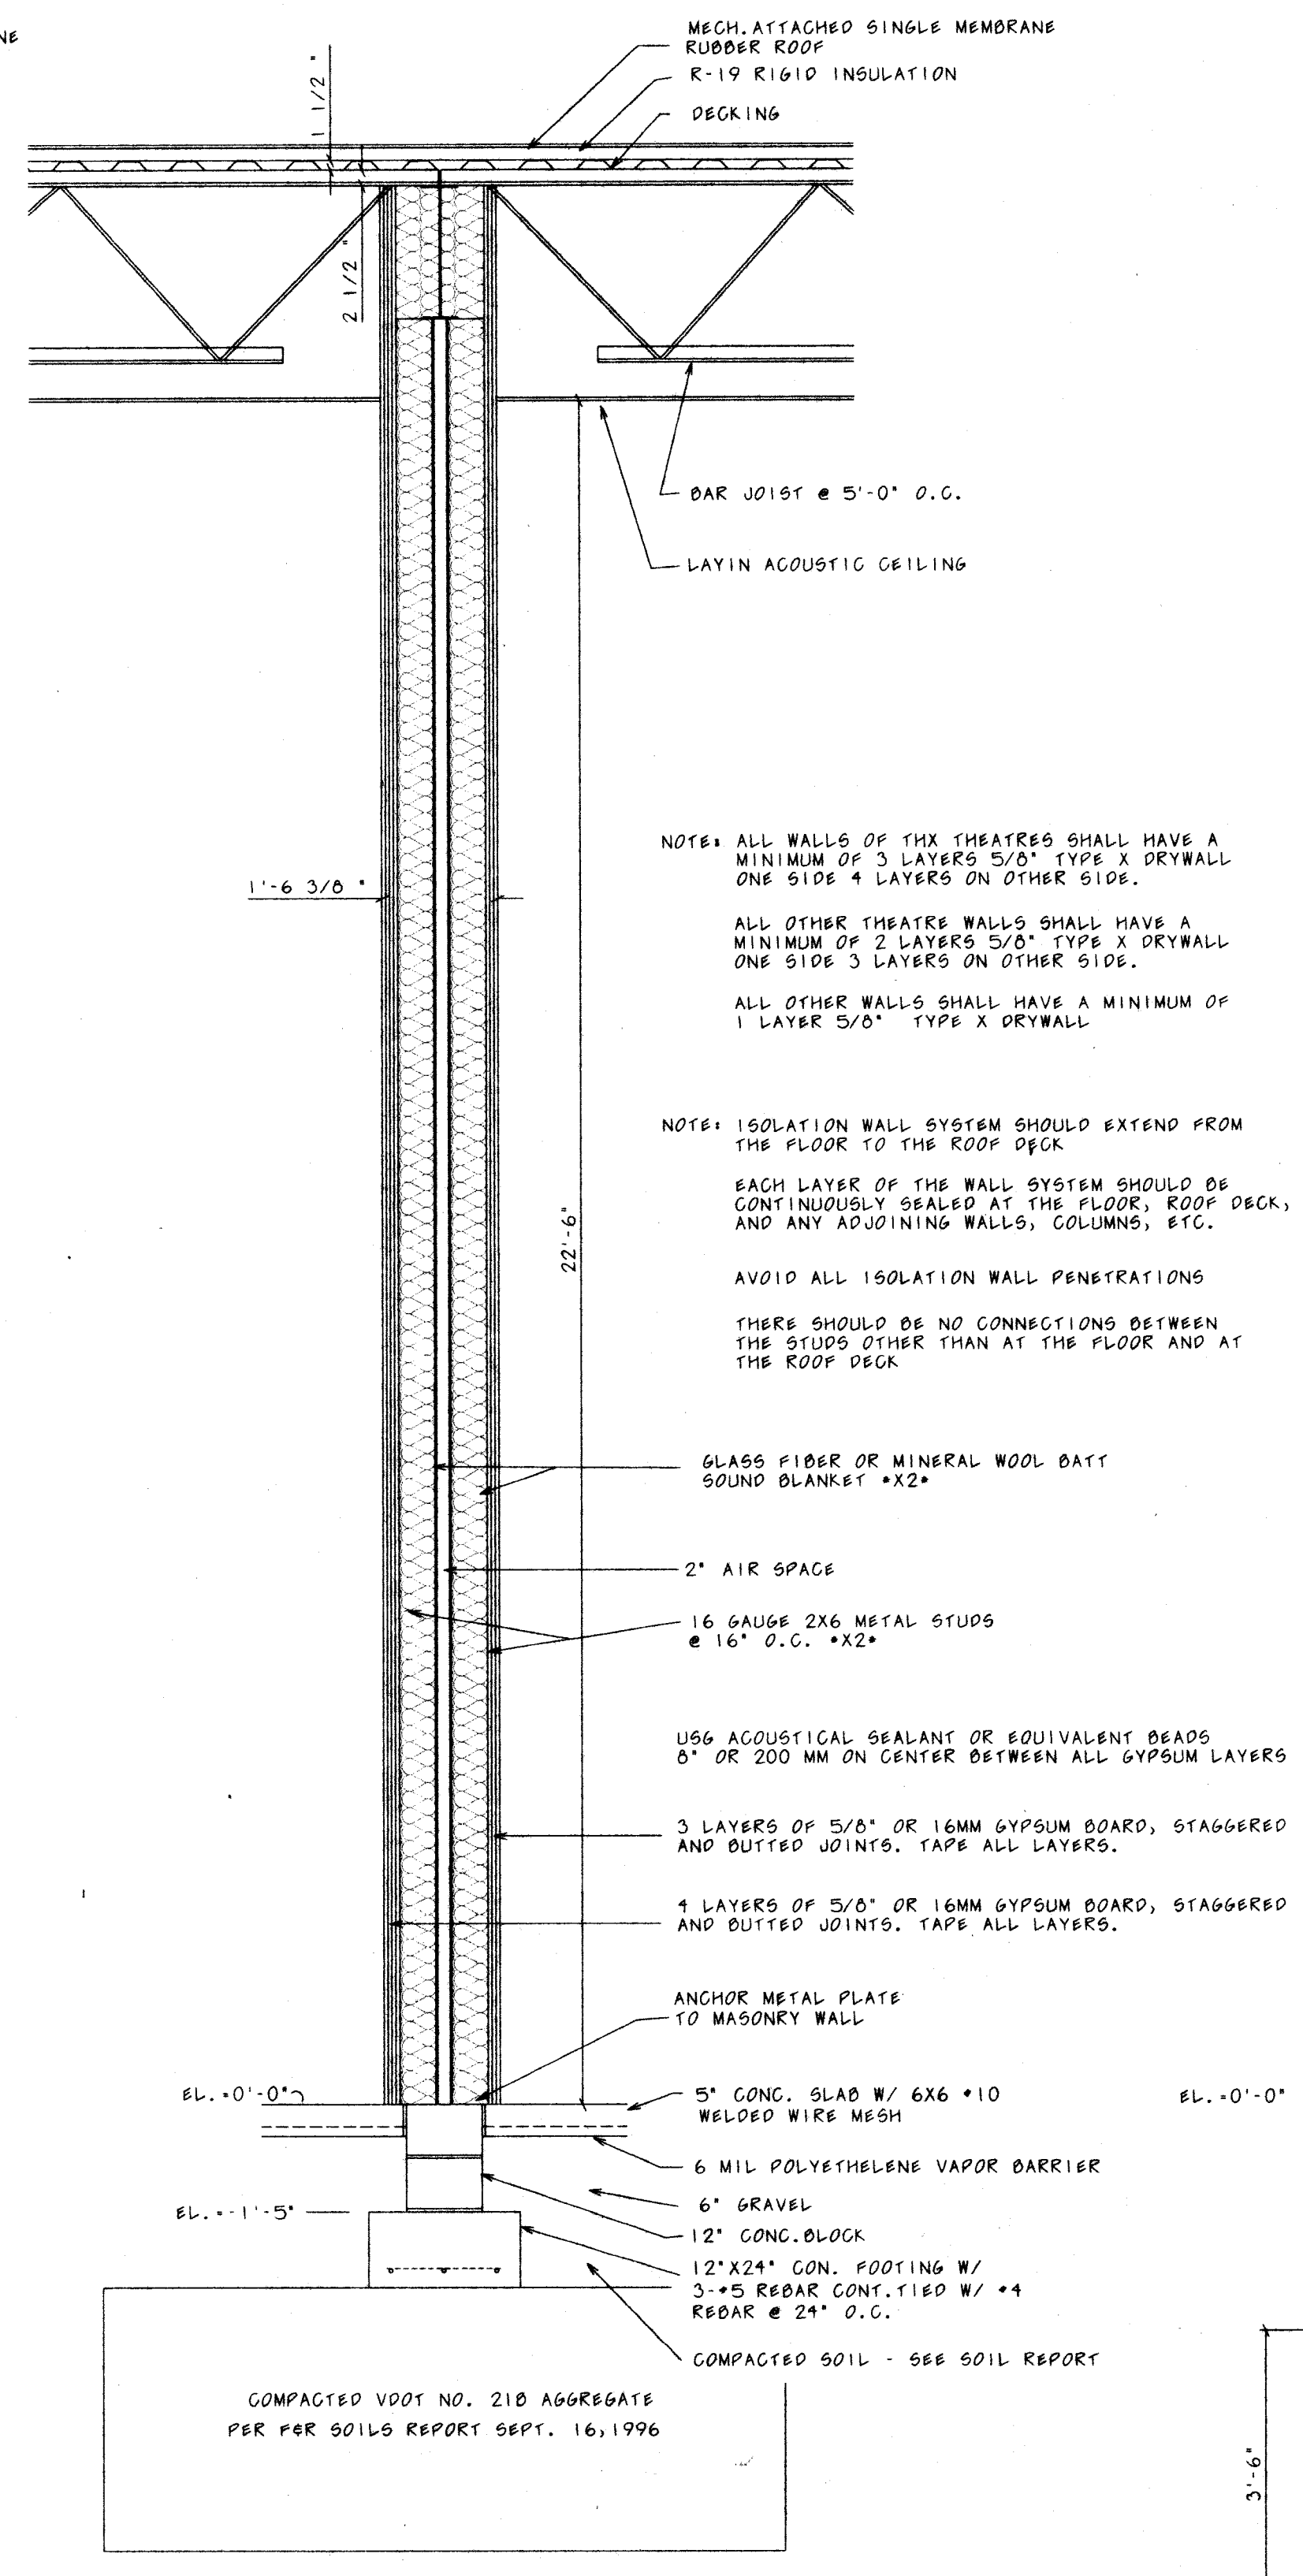 NE
MECH. ATTACHED SINGLE MEMBRANE
RUBBER ROOF
R-19 RIGID INSULATION
DECKING
1 1/2 "
2 1/2 "
BAR JOIST @ 5'-0" O.C.
LAYIN ACOUSTIC CEILING
NOTE: ALL WALLS OF THX THEATRES SHALL HAVE A
MINIMUM OF 3 LAYERS 5/8" TYPE X DRYWALL
ONE SIDE 4 LAYERS ON OTHER SIDE.
1'-6 3/8 "
ALL OTHER THEATRE WALLS SHALL HAVE A
MINIMUM OF 2 LAYERS 5/8" TYPE X DRYWALL
ONE SIDE 3 LAYERS ON OTHER SIDE.
ALL OTHER WALLS SHALL HAVE A MINIMUM OF
1 LAYER 5/8" TYPE X DRYWALL
NOTE: ISOLATION WALL SYSTEM SHOULD EXTEND FROM
THE FLOOR TO THE ROOF DECK
EACH LAYER OF THE WALL SYSTEM SHOULD BE
CONTINUOUSLY SEALED AT THE FLOOR, ROOF DECK,
AND ANY ADJOINING WALLS, COLUMNS, ETC.
22'-6"
AVOID ALL ISOLATION WALL PENETRATIONS
THERE SHOULD BE NO CONNECTIONS BETWEEN
THE STUDS OTHER THAN AT THE FLOOR AND AT
THE ROOF DECK
GLASS FIBER OR MINERAL WOOL BATT
SOUND BLANKET *X2*
2" AIR SPACE
16 GAUGE 2X6 METAL STUDS
@ 16" O.C. *X2*
USG ACOUSTICAL SEALANT OR EQUIVALENT BEADS
8" OR 200 MM ON CENTER BETWEEN ALL GYPSUM LAYERS
3 LAYERS OF 5/8" OR 16MM GYPSUM BOARD, STAGGERED
AND BUTTED JOINTS. TAPE ALL LAYERS.
4 LAYERS OF 5/8" OR 16MM GYPSUM BOARD, STAGGERED
AND BUTTED JOINTS. TAPE ALL LAYERS.
ANCHOR METAL PLATE
TO MASONRY WALL
EL.=0'-0"
5" CONC. SLAB W/ 6X6 #10
WELDED WIRE MESH
EL.=0'-0"
6 MIL POLYETHELENE VAPOR BARRIER
6" GRAVEL
EL.=-1'-5"
12" CONC.BLOCK
12"X24" CON. FOOTING W/
3-#5 REBAR CONT.TIED W/ #4
REBAR @ 24" O.C.
COMPACTED SOIL - SEE SOIL REPORT
COMPACTED VDOT NO. 21B AGGREGATE
PER F&R SOILS REPORT SEPT. 16,1996
3'-6"